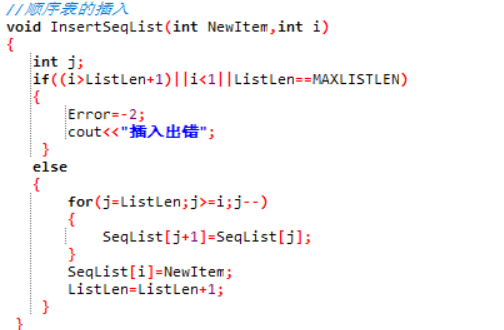 //顺序表的插入
void InsertSeqList(int NewItem,int i)
{
int j;
if((i>ListLen+1)||i<1||ListLen==MAXLISTLEN)
{
Error=-2;
cout<<"插入出错";
}
else
{
for(j=ListLen;j>=i;j--)
{
SeqList[j+1]=SeqList[j];
}
SeqList[i]=NewItem;
ListLen=ListLen+1;
}
}